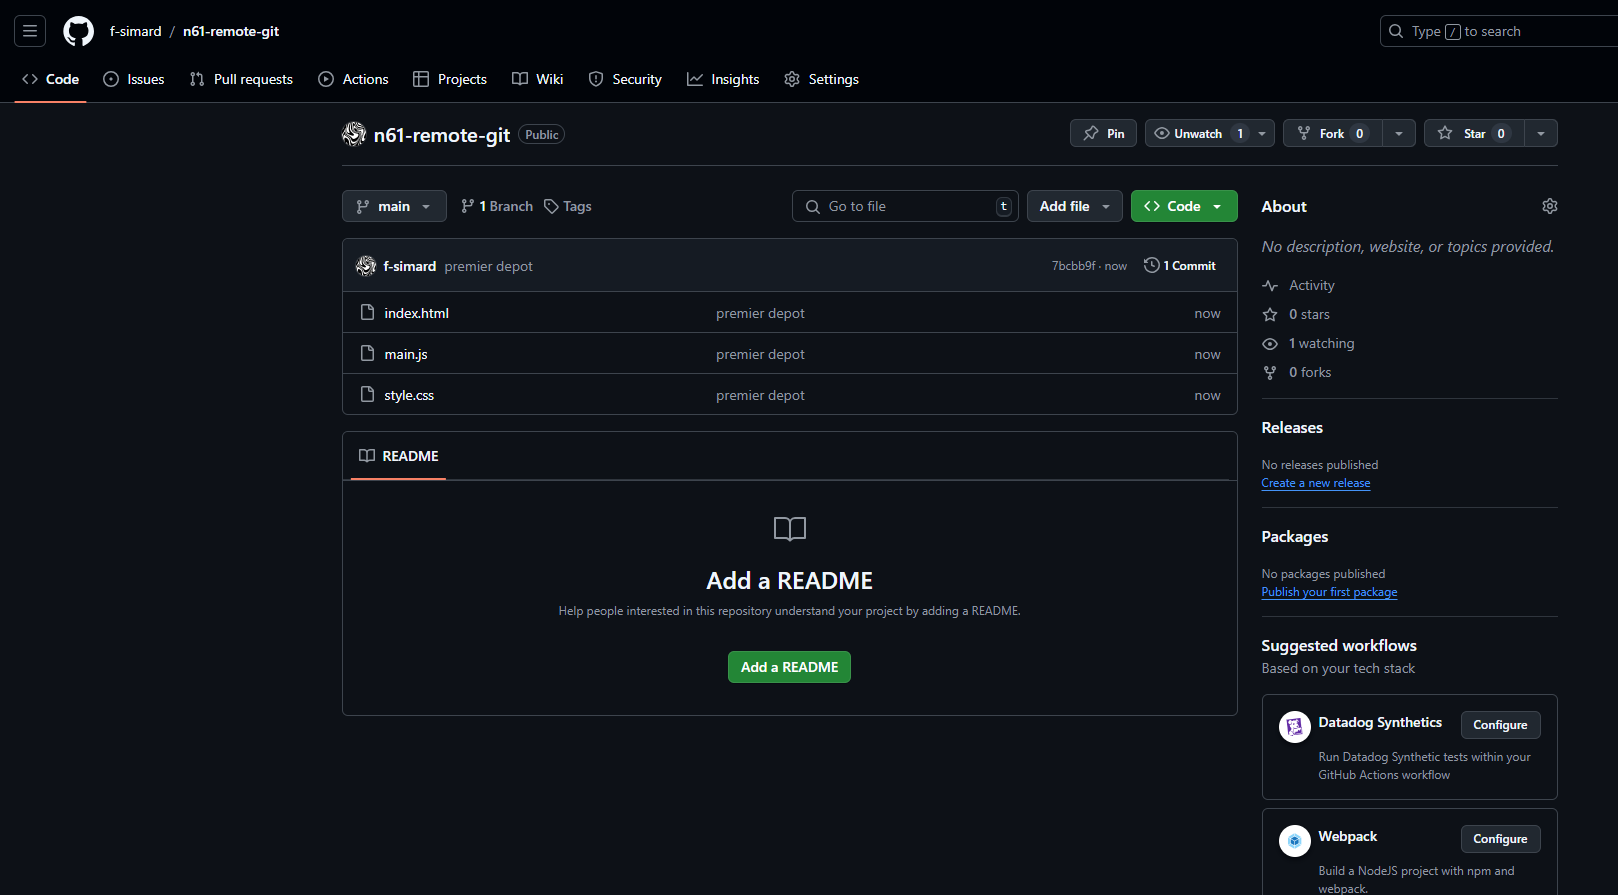 f-simard / n61-remote-git
Type / to search
Code Issues Pull requests Actions Projects Wiki Security Insights Settings
n61-remote-git Public
Pin Unwatch 1 Fork 0 Star 0
main 1 Branch Tags Go to file t Add file Code
f-simard premier depot 7bcbb9f · now 1 Commit
index.html premier depot now
main.js premier depot now
style.css premier depot now
README
Add a README
Help people interested in this repository understand your project by adding a README.
Add a README
About
No description, website, or topics provided.
Activity
0 stars
1 watching
0 forks
Releases
No releases published
Create a new release
Packages
No packages published
Publish your first package
Suggested workflows
Based on your tech stack
Datadog Synthetics Configure
Run Datadog Synthetic tests within your
GitHub Actions workflow
Webpack Configure
Build a NodeJS project with npm and
webpack.